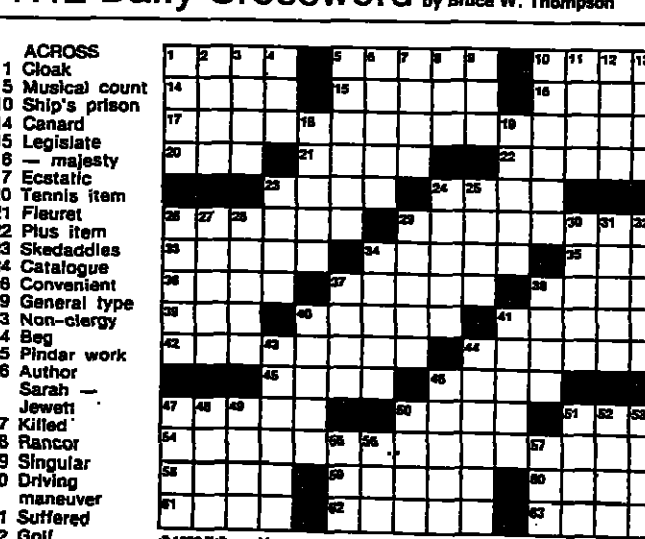 Daily Crossword by Bruce W. Thompson
ACROSS
1 Cloak
5 Musical count
0 Ship's prison
4 Canard
5 Legislate
6 — majesty
7 Ecstatic
0 Tennis item
1 Fleuret
2 Plus item
3 Skedaddles
4 Catalogue
6 Convenient
9 General type
3 Non-clergy
4 Beg
5 Pindar work
6 Author
Sarah —
Jewett
7 Killed
8 Rancor
9 Singular
0 Driving
maneuver
1 Suffered
2 Golf
1 2 3 4 5 6 7 8 9 10 11 12 13
14 15 16
17 18 19
20 21 22
23 24 25
26 27 28 29 30 31 32
33 34 35
36 37 38
39 40 41
42 43 44
45 46
47 48 49 50 51 52 53
54 55 56 57
58 59 60
61 62 63